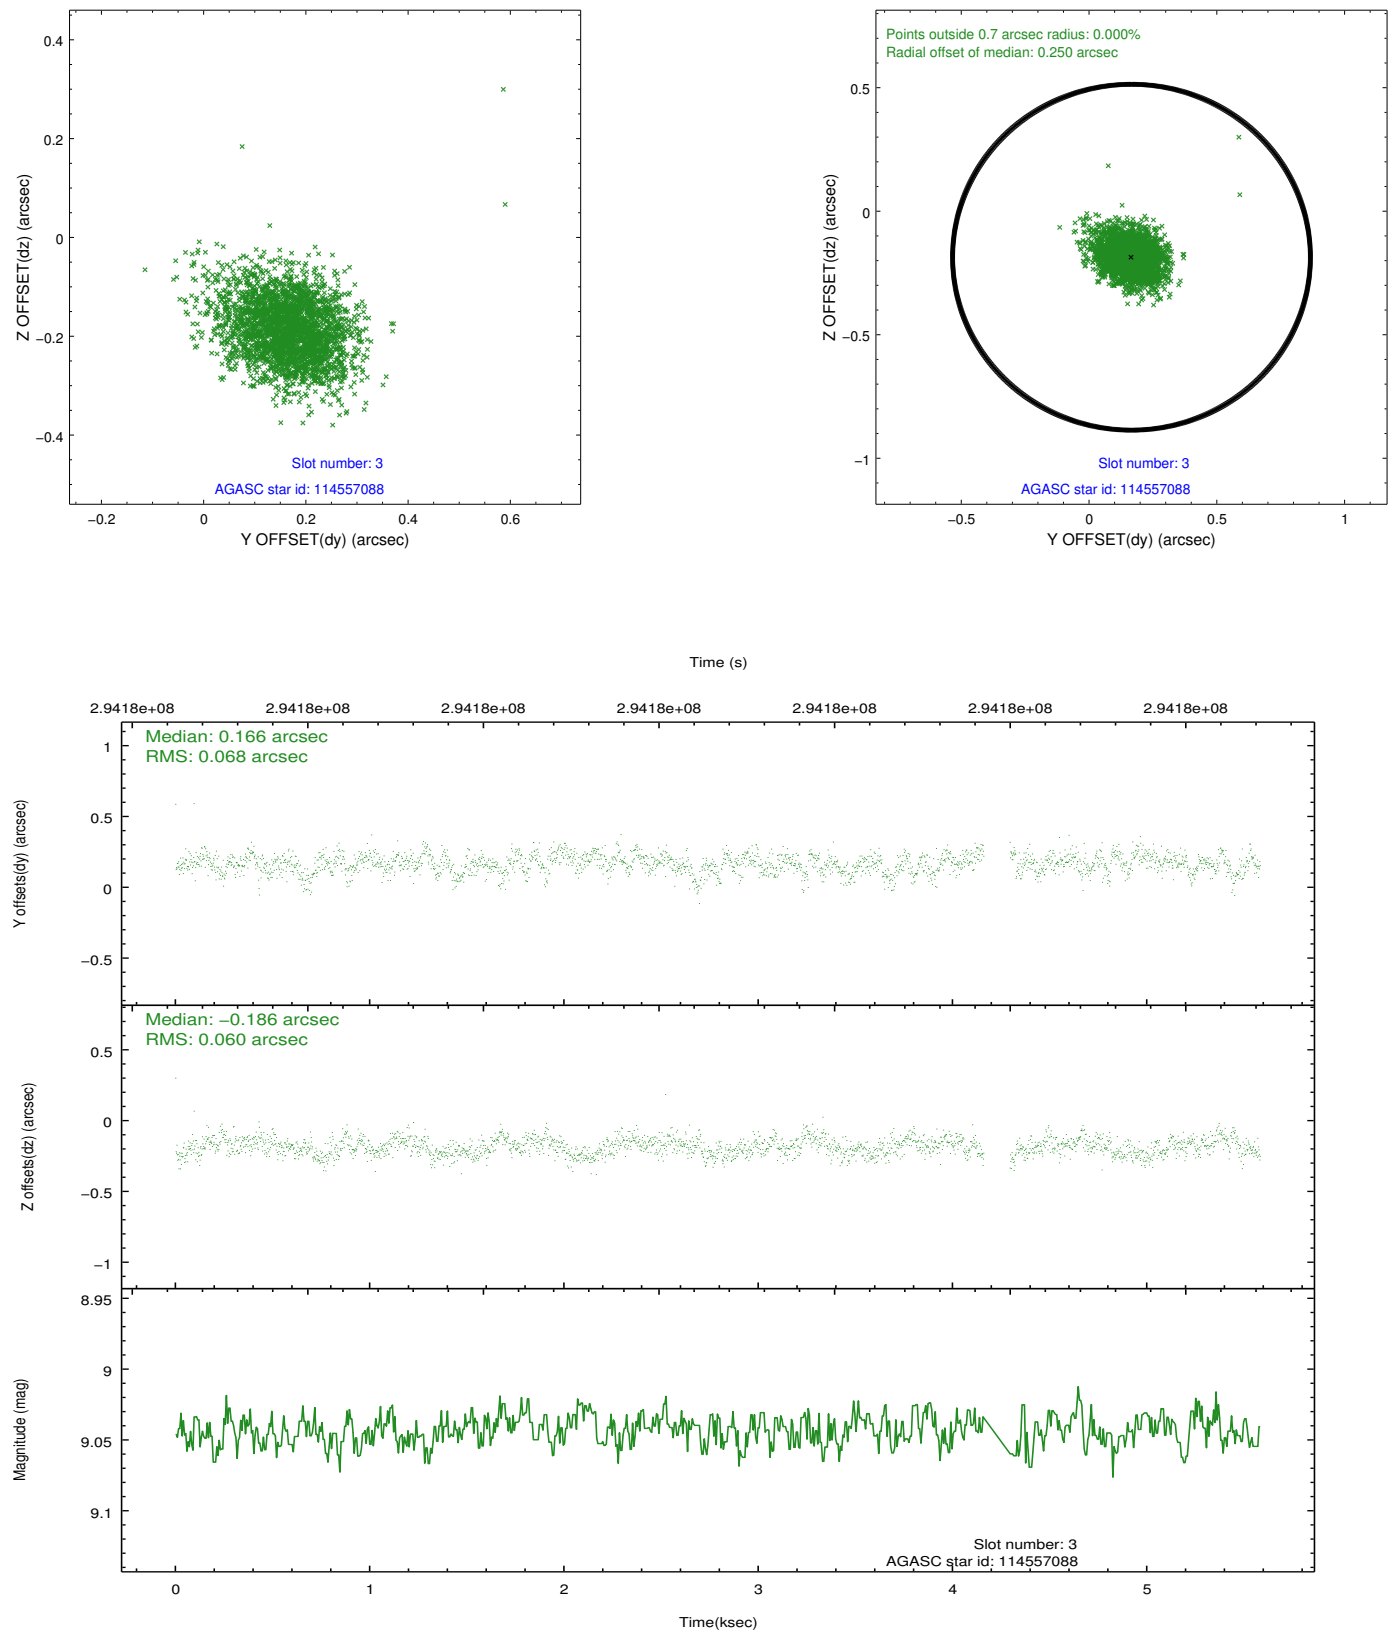 0.4
0.2
0
−0.2
−0.4
Z OFFSET(dz) (arcsec)
Slot number: 3
AGASC star id: 114557088
−0.2 0 0.2 0.4 0.6
Y OFFSET(dy) (arcsec)
Points outside 0.7 arcsec radius: 0.000%
Radial offset of median: 0.250 arcsec
0.5
0
−0.5
−1
Z OFFSET(dz) (arcsec)
Slot number: 3
AGASC star id: 114557088
−0.5 0 0.5 1
Y OFFSET(dy) (arcsec)
Time (s)
2.9418e+08 2.9418e+08 2.9418e+08 2.9418e+08 2.9418e+08 2.9418e+08 2.9418e+08
Median: 0.166 arcsec
RMS: 0.068 arcsec
1
0.5
0
−0.5
Y offsets(dy) (arcsec)
Median: −0.186 arcsec
RMS: 0.060 arcsec
0.5
0
−0.5
−1
Z offsets(dz) (arcsec)
8.95
9
9.05
9.1
Magnitude (mag)
Slot number: 3
AGASC star id: 114557088
0 1 2 3 4 5
Time(ksec)